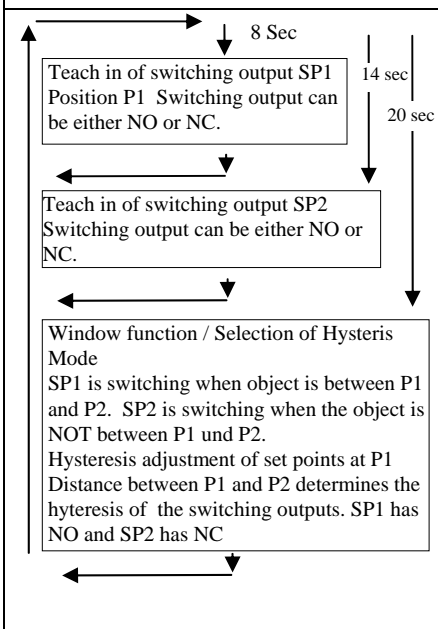 8 Sec
Teach in of switching output SP1
Position P1 Switching output can
be either NO or NC.
14 sec
20 sec
Teach in of switching output SP2
Switching output can be either NO or
NC.
Window function / Selection of Hysteris
Mode
SP1 is switching when object is between P1
and P2. SP2 is switching when the object is
NOT between P1 und P2.
Hysteresis adjustment of set points at P1
Distance between P1 and P2 determines the
hyteresis of the switching outputs. SP1 has
NO and SP2 has NC